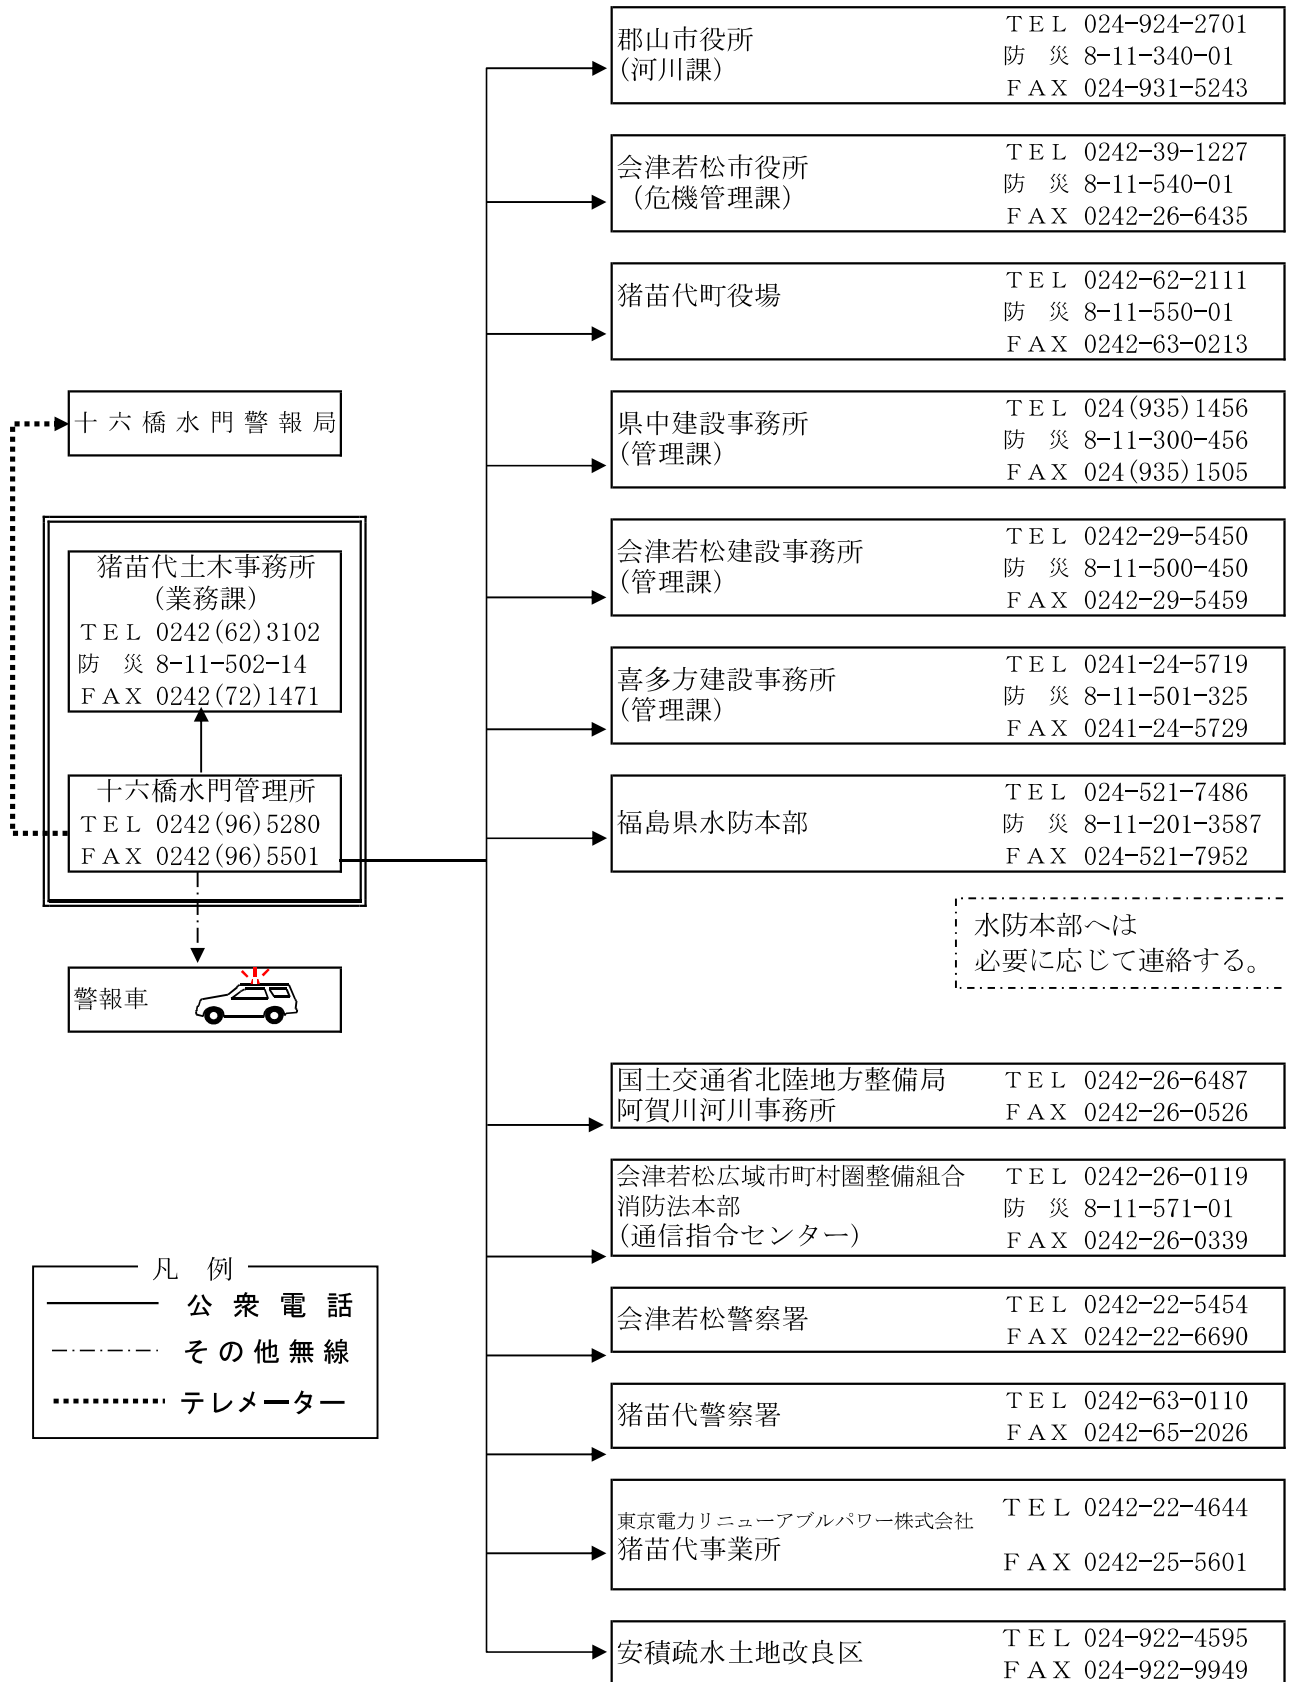 郡山市役所
(河川課)
ＴＥＬ 024-924-2701
防　災 8-11-340-01
ＦＡＸ 024-931-5243
会津若松市役所
(危機管理課)
ＴＥＬ 0242-39-1227
防　災 8-11-540-01
ＦＡＸ 0242-26-6435
猪苗代町役場
ＴＥＬ 0242-62-2111
防　災 8-11-550-01
ＦＡＸ 0242-63-0213
県中建設事務所
(管理課)
ＴＥＬ 024(935)1456
防　災 8-11-300-456
ＦＡＸ 024(935)1505
会津若松建設事務所
(管理課)
ＴＥＬ 0242-29-5450
防　災 8-11-500-450
ＦＡＸ 0242-29-5459
喜多方建設事務所
(管理課)
ＴＥＬ 0241-24-5719
防　災 8-11-501-325
ＦＡＸ 0241-24-5729
福島県水防本部
ＴＥＬ 024-521-7486
防　災 8-11-201-3587
ＦＡＸ 024-521-7952
水防本部へは
必要に応じて連絡する。
国土交通省北陸地方整備局
阿賀川河川事務所
ＴＥＬ 0242-26-6487
ＦＡＸ 0242-26-0526
会津若松広域市町村圏整備組合
消防法本部
(通信指令センター)
ＴＥＬ 0242-26-0119
防　災 8-11-571-01
ＦＡＸ 0242-26-0339
会津若松警察署
ＴＥＬ 0242-22-5454
ＦＡＸ 0242-22-6690
猪苗代警察署
ＴＥＬ 0242-63-0110
ＦＡＸ 0242-65-2026
東京電力リニューアブルパワー株式会社
猪苗代事業所
ＴＥＬ 0242-22-4644
ＦＡＸ 0242-25-5601
安積疏水土地改良区
ＴＥＬ 024-922-4595
ＦＡＸ 024-922-9949
十六橋水門警報局
猪苗代土木事務所
(業務課)
ＴＥＬ 0242(62)3102
防　災 8-11-502-14
ＦＡＸ 0242(72)1471
十六橋水門管理所
ＴＥＬ 0242(96)5280
ＦＡＸ 0242(96)5501
警報車
凡　例
公衆電話
その他無線
テレメーター